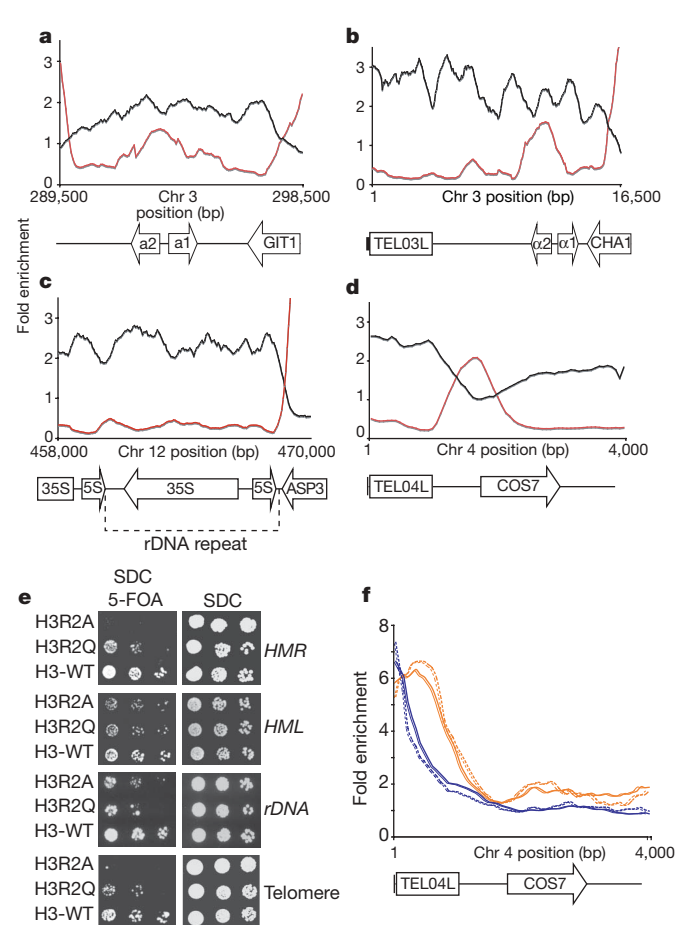 a
b
3
2
1
0
289,500
Chr 3
position (bp)
298,500
a2
a1
GIT1
3
2
1
0
1
Chr 3 position (bp)
16,500
TEL03L
α2
α1
CHA1
Fold enrichment
c
d
3
2
1
0
458,000
Chr 12 position (bp)
470,000
35S
5S
35S
5S
ASP3
rDNA repeat
4
3
2
1
0
1
Chr 4 position (bp)
4,000
TEL04L
COS7
e
SDC
5-FOA
SDC
H3R2A
H3R2Q
H3-WT
HMR
H3R2A
H3R2Q
H3-WT
HML
H3R2A
H3R2Q
H3-WT
rDNA
H3R2A
H3R2Q
H3-WT
Telomere
f
Fold enrichment
8
6
4
2
0
1
Chr 4 position (bp)
4,000
TEL04L
COS7